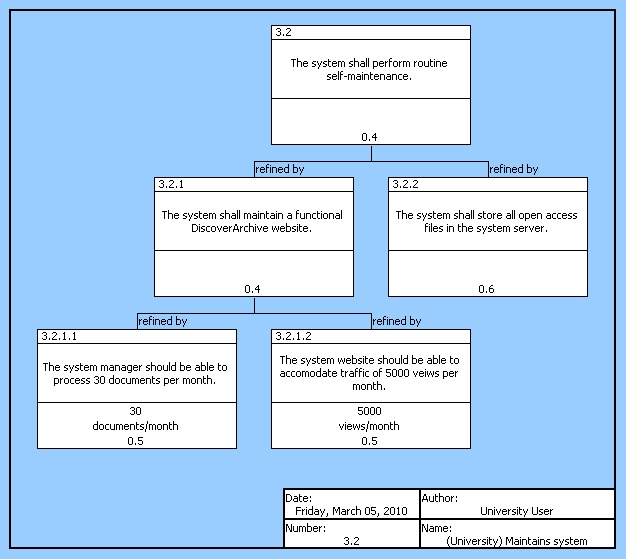 3.2
The system shall perform routine
self-maintenance.
0.4
refined by
refined by
3.2.1
The system shall maintain a functional
DiscoverArchive website.
0.4
3.2.2
The system shall store all open access
files in the system server.
0.6
refined by
refined by
3.2.1.1
The system manager should be able to
process 30 documents per month.
30
documents/month
0.5
3.2.1.2
The system website should be able to
accomodate traffic of 5000 veiws per
month.
5000
views/month
0.5
Date:
Friday, March 05, 2010
Author:
University User
Number:
3.2
Name:
(University) Maintains system